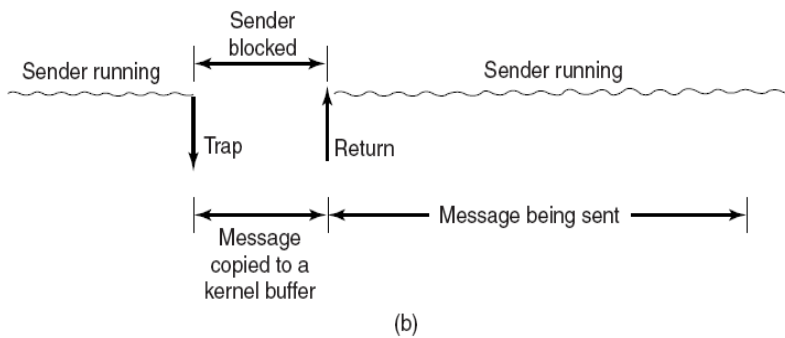 Sender
blocked
Sender running
Sender running
Trap
Return
Message being sent
Message
copied to a
kernel buffer
(b)